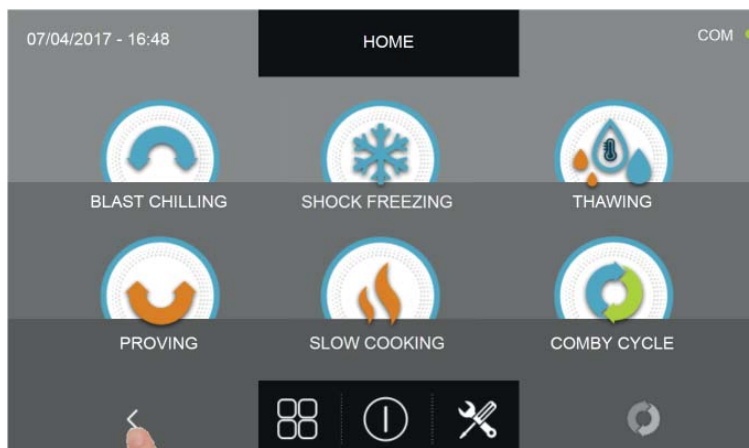 07/04/2017 - 16:48
HOME
COM
BLAST CHILLING
SHOCK FREEZING
THAWING
PROVING
SLOW COOKING
COMBY CYCLE